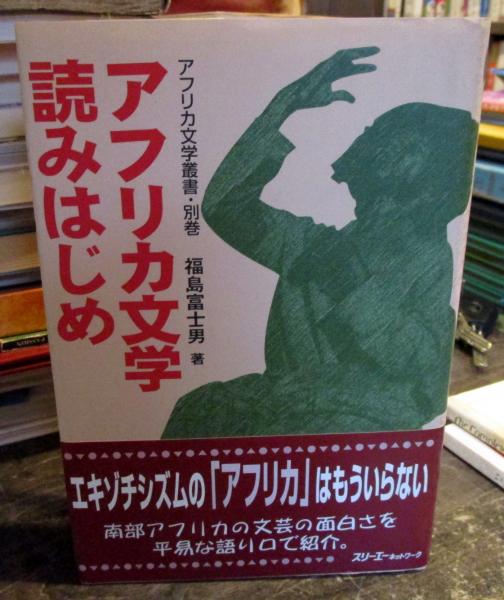 アフリカ文学
読みはじめ
アフリカ文学叢書・別巻
福島富士男 著
エキゾチシズムの「アフリカ」はもういらない
南部アフリカの文芸の面白さを
平易な語り口で紹介。
スリーエーネットワーク